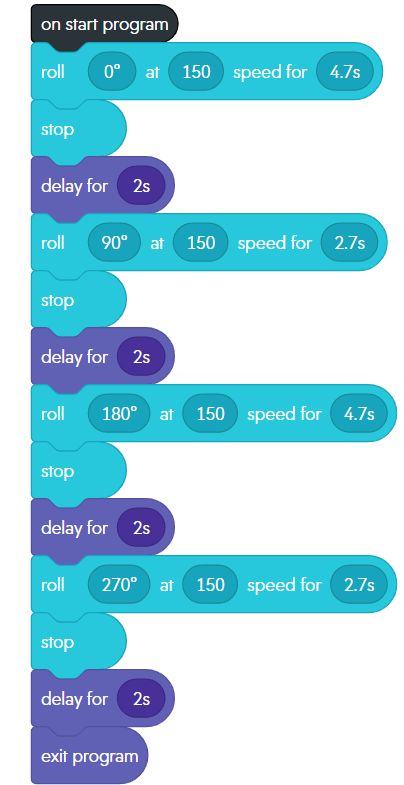 on start program
roll 0° at 150 speed for 4.7s
stop
delay for 2s
roll 90° at 150 speed for 2.7s
stop
delay for 2s
roll 180° at 150 speed for 4.7s
stop
delay for 2s
roll 270° at 150 speed for 2.7s
stop
delay for 2s
exit program